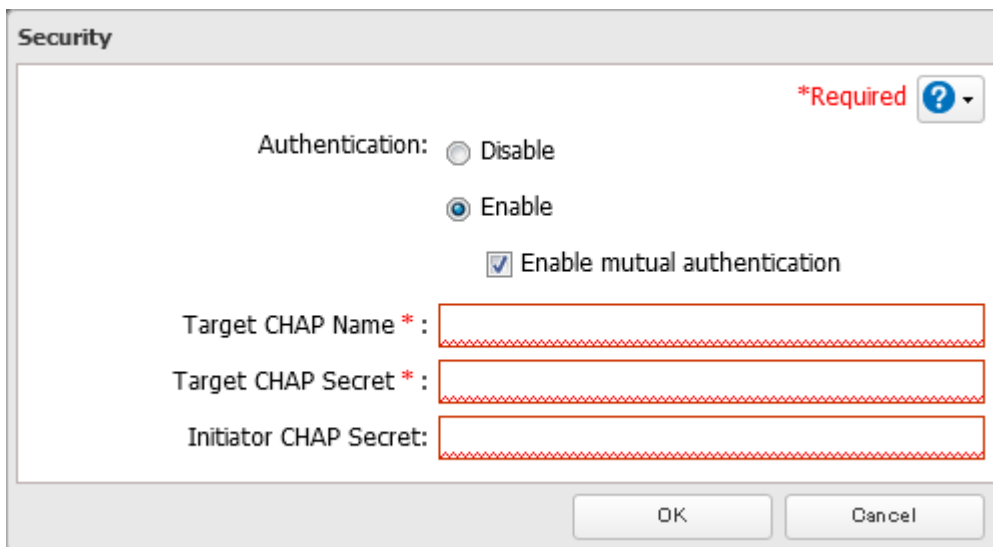 Security
*Required ?
Authentication: Disable
Enable
Enable mutual authentication
Target CHAP Name * :
Target CHAP Secret * :
Initiator CHAP Secret:
OK Cancel